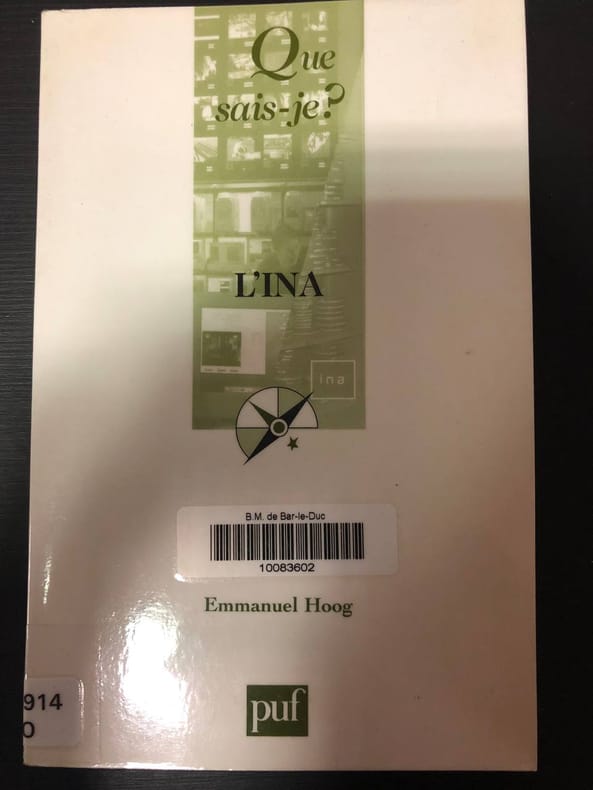 Que
sais-je?
L'INA
ina
B.M. de Bar-le-Duc
10083602
Emmanuel Hoog
914
O
puf